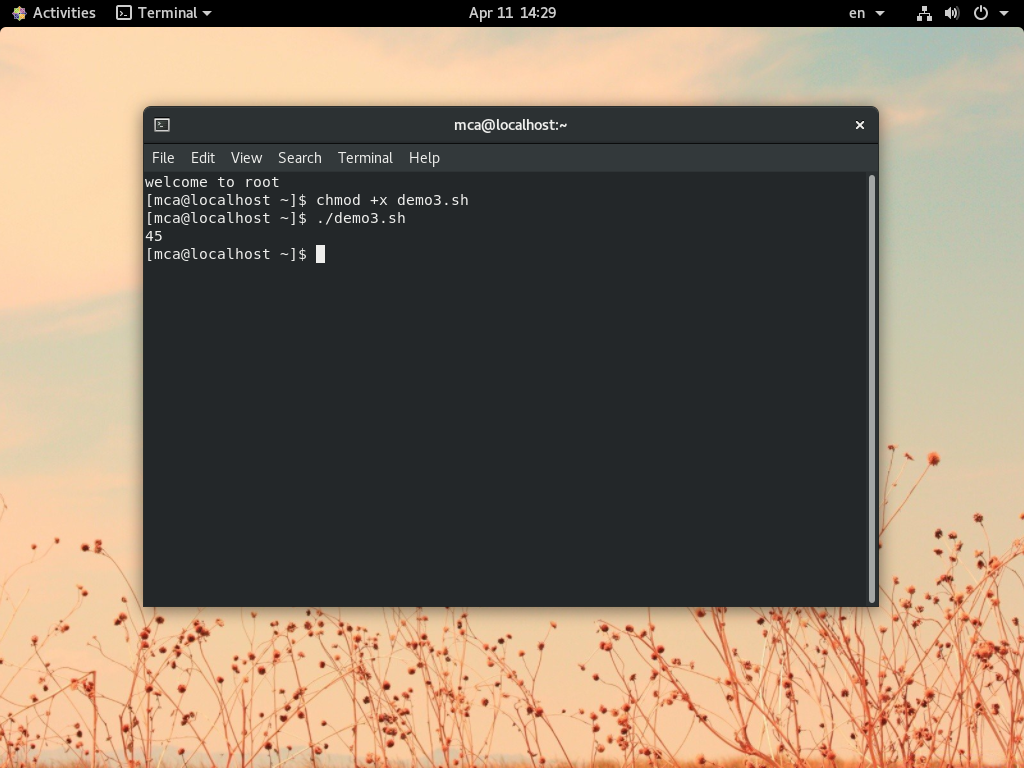 Activities Terminal Apr 11 14:29 en
mca@localhost:~
File Edit View Search Terminal Help
welcome to root
[mca@localhost ~]$ chmod +x demo3.sh
[mca@localhost ~]$ ./demo3.sh
45
[mca@localhost ~]$